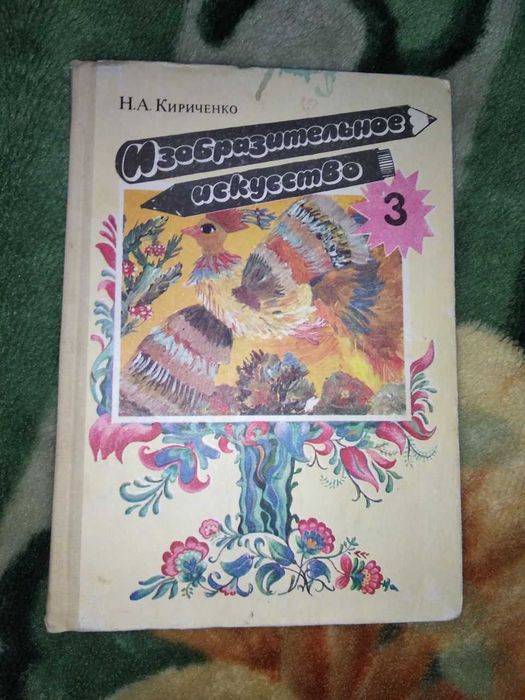 Н.А. Кириченко
Изобразительное
искусство
3